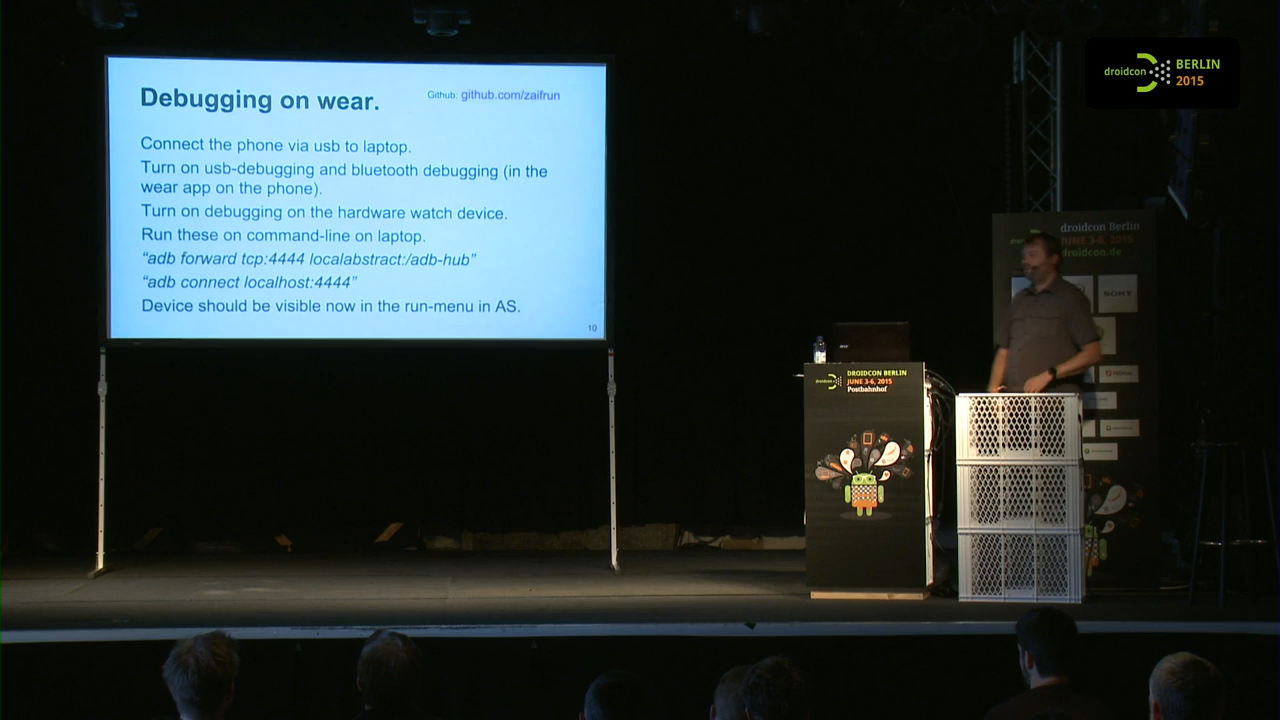 Debugging on wear.
Github: github.com/zaifrun
Connect the phone via usb to laptop.
Turn on usb-debugging and bluetooth debugging (in the
wear app on the phone).
Turn on debugging on the hardware watch device.
Run these on command-line on laptop.
“adb forward tcp:4444 localabstract:/adb-hub”
“adb connect localhost:4444”
Device should be visible now in the run-menu in AS.
10
droidcon
BERLIN
2015
droidcon Berlin
JUNE 3-6, 2015
droidcon.de
SONY
acer
droidcon
DROIDCON BERLIN
JUNE 3-6, 2015
Postbahnhof